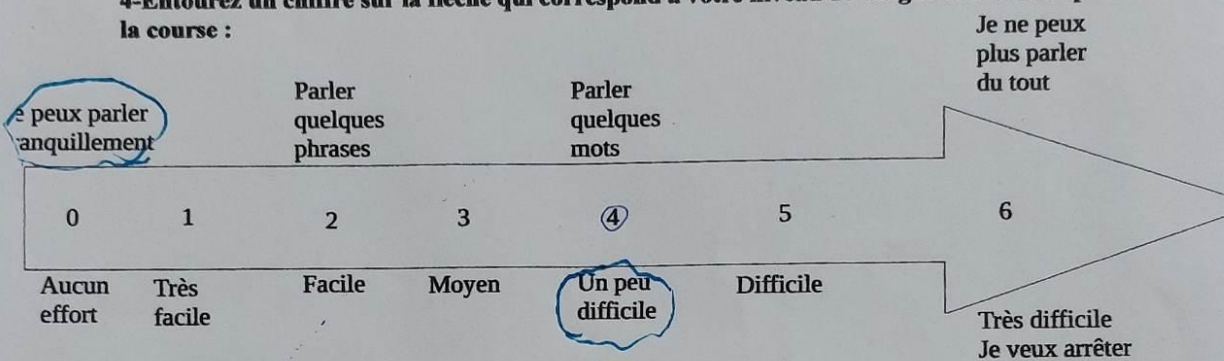 la course :
Je ne peux
plus parler
du tout
peux parler
Parler
quelques
phrases
Parler
quelques
mots
0 1 2 3 4 5 6
Aucun
effort
Très
facile
Facile
Moyen
Un peu
difficile
Difficile
Très difficile
Je veux arrêter